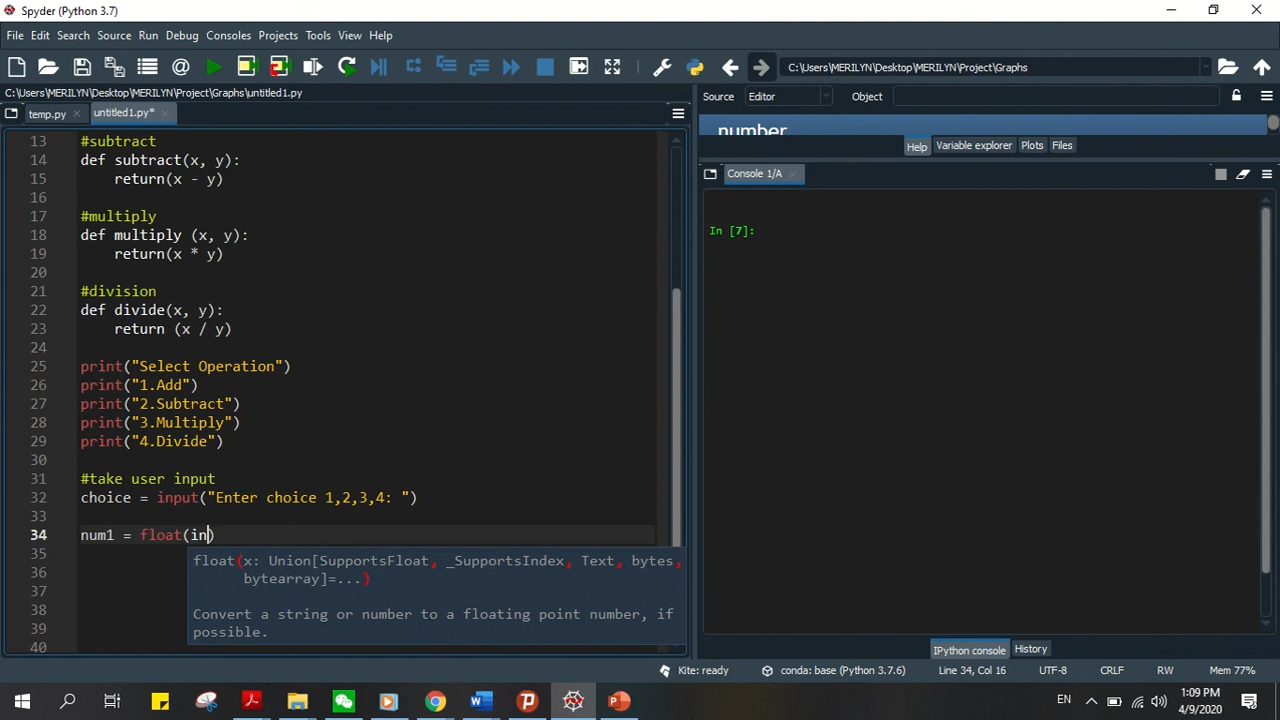 Spyder (Python 3.7)
File Edit Search Source Run Debug Consoles Projects Tools View Help
C:\Users\MERILYN\Desktop\MERILYN\Project\Graphs
C:\Users\MERILYN\Desktop\MERILYN\Project\Graphs\untitled1.py
Source Editor Object
temp.py untitled1.py*
number
Help Variable explorer Plots Files
Console 1/A
In [7]:
13 #subtract
14 def subtract(x, y):
15 return(x - y)
16
17 #multiply
18 def multiply (x, y):
19 return(x * y)
20
21 #division
22 def divide(x, y):
23 return (x / y)
24
25 print("Select Operation")
26 print("1.Add")
27 print("2.Subtract")
28 print("3.Multiply")
29 print("4.Divide")
30
31 #take user input
32 choice = input("Enter choice 1,2,3,4: ")
33
34 num1 = float(in)
35
36
37
38
39
40
float(x: Union[SupportsFloat, _SupportsIndex, Text, bytes,
bytearray]=...)
Convert a string or number to a floating point number, if
possible.
IPython console History
Kite: ready conda: base (Python 3.7.6) Line 34, Col 16 UTF-8 CRLF RW Mem 77%
EN 1:09 PM
4/9/2020